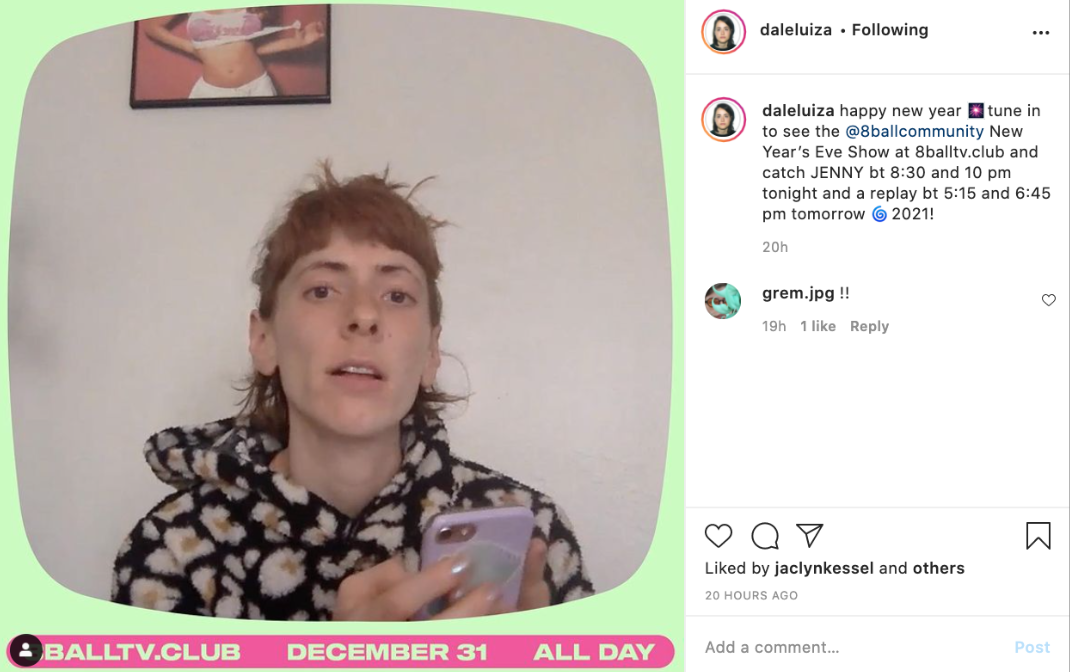 daleluiza • Following
daleluiza happy new year 🎆 tune in
to see the @8ballcommunity New
Year's Eve Show at 8balltv.club and
catch JENNY bt 8:30 and 10 pm
tonight and a replay bt 5:15 and 6:45
pm tomorrow 🌀 2021!
20h
grem.jpg !!
19h 1 like Reply
Liked by jaclynkessel and others
20 HOURS AGO
Add a comment... Post
BALLTV.CLUB DECEMBER 31 ALL DAY